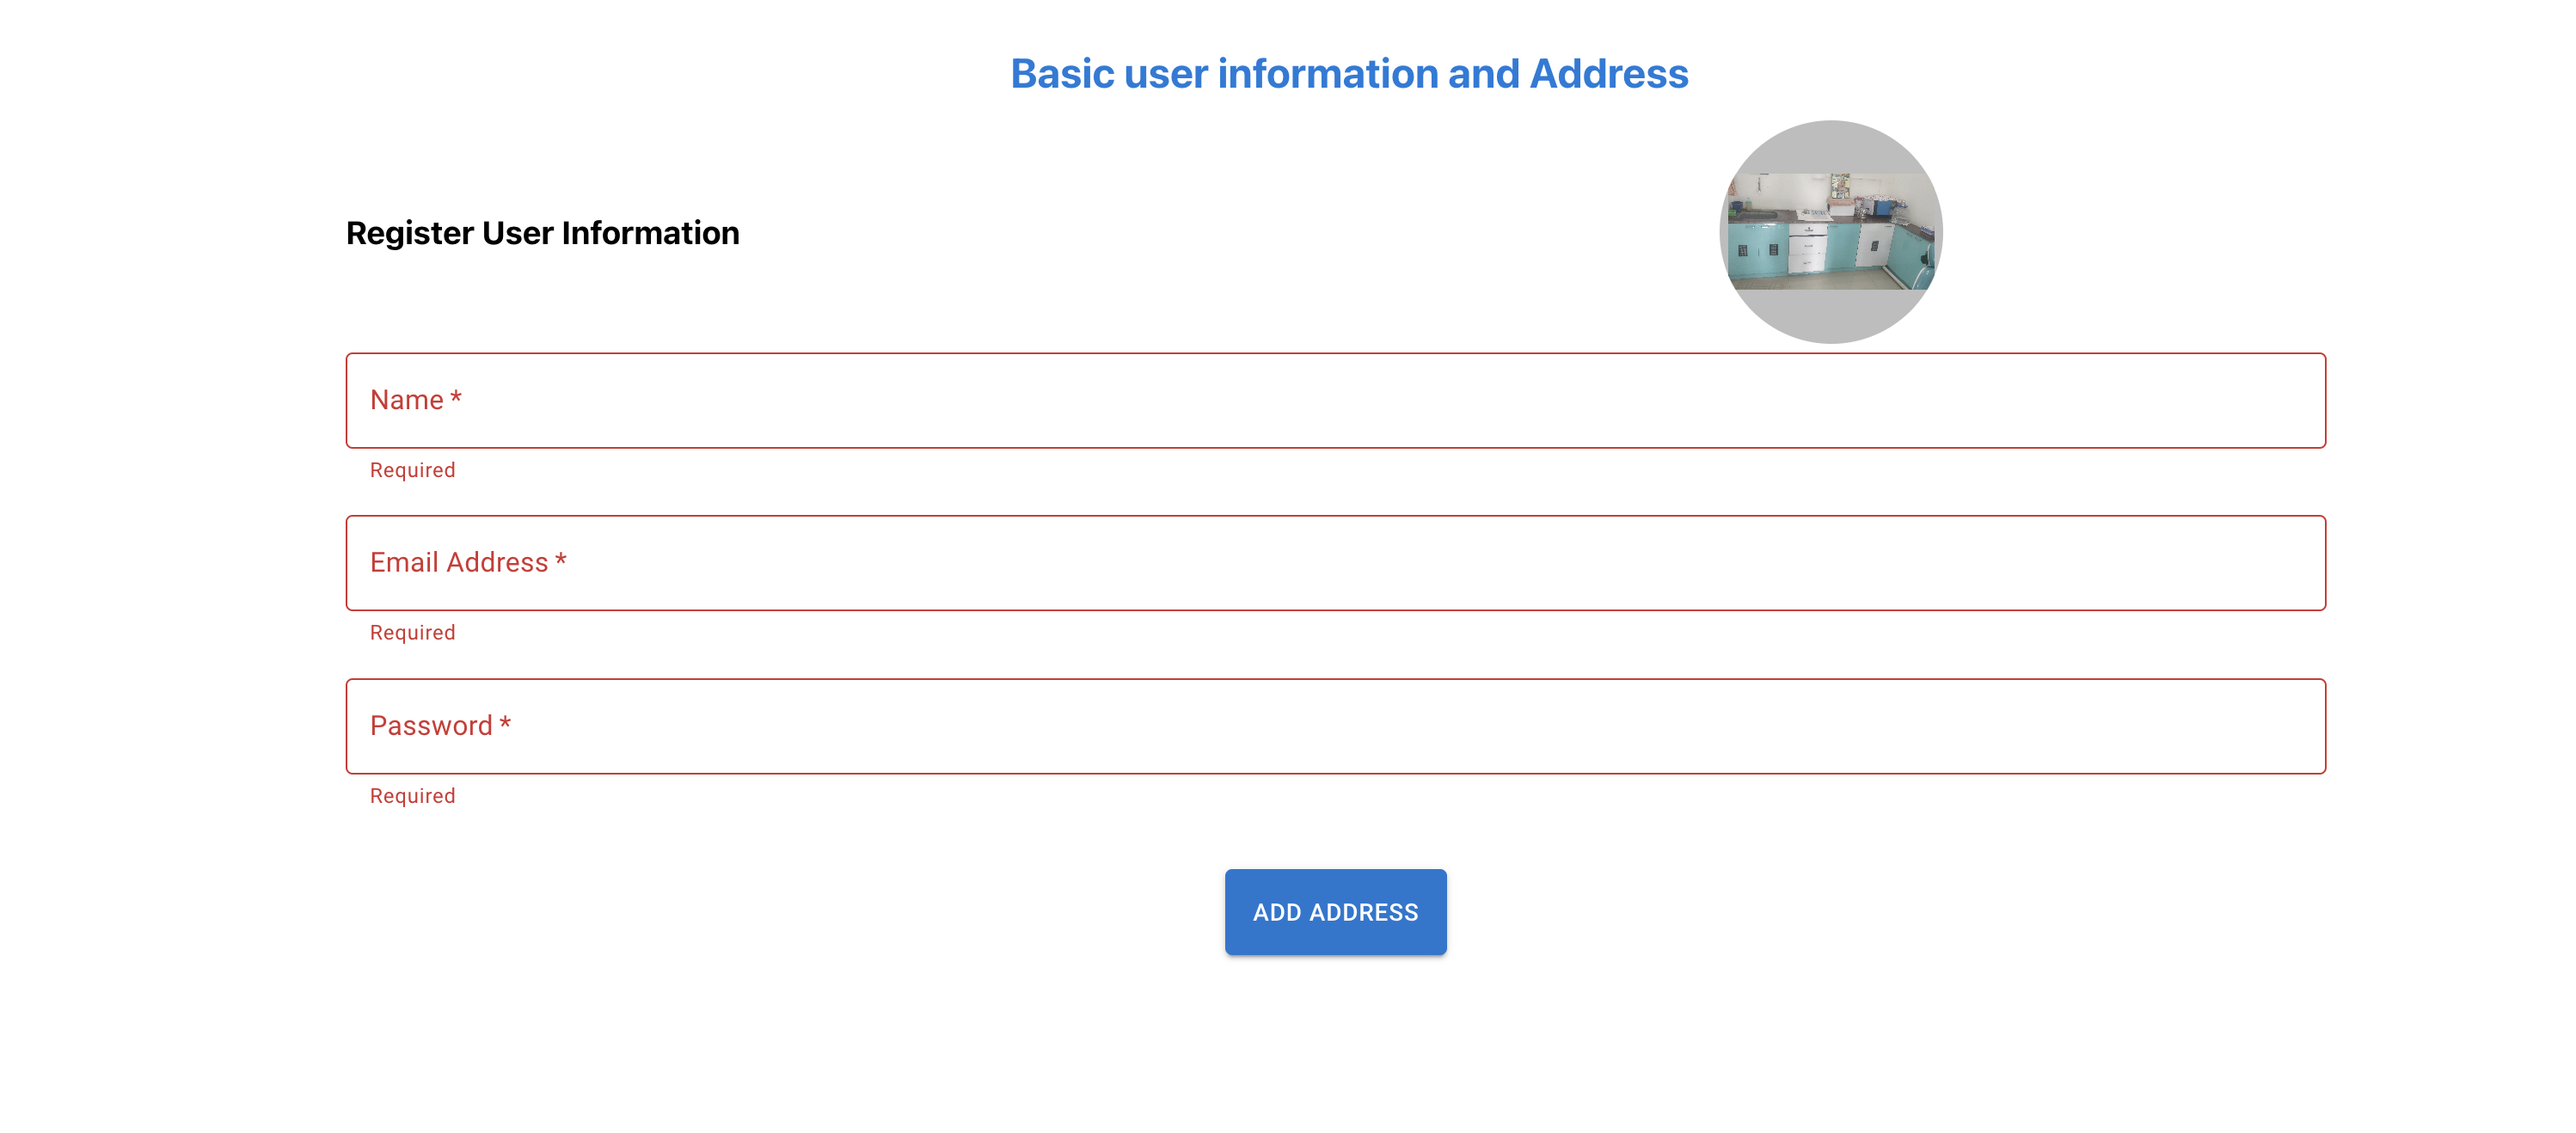 Basic user information and Address
Register User Information
Name *
Required
Email Address *
Required
Password *
Required
ADD ADDRESS